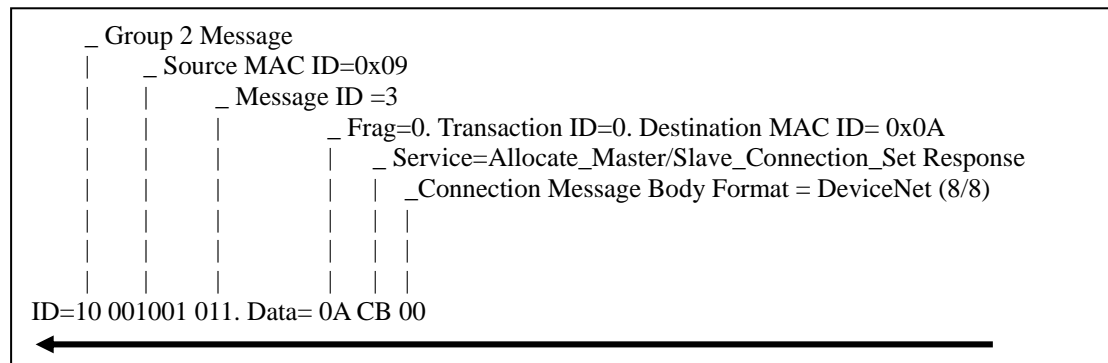 _ Group 2 Message
| _ Source MAC ID=0x09
| | _ Message ID =3
| | | _ Frag=0. Transaction ID=0. Destination MAC ID= 0x0A
| | | | _ Service=Allocate_Master/Slave_Connection_Set Response
| | | | | _Connection Message Body Format = DeviceNet (8/8)
| | | | | |
| | | | | |
| | | | | |
| | | | | |
ID=10 001001 011. Data= 0A CB 00